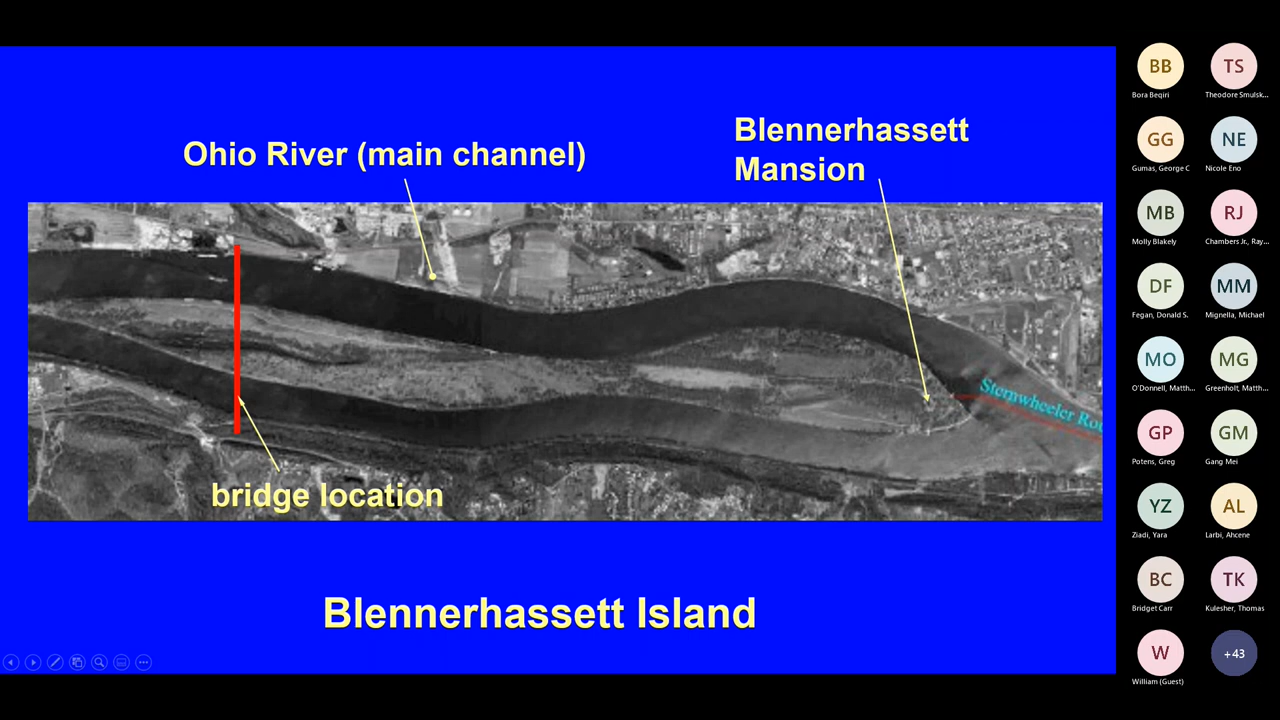 Blennerhassett
Mansion
Ohio River (main channel)
Sternwheeler
bridge location
Blennerhassett Island
BB
Bora Beqiri
TS
Theodore Smulsk...
GG
Gumas, George C
NE
Nicole Eno
MB
Molly Blakely
RJ
Chambers Jr., Ray...
DF
Fegan, Donald S.
MM
Mignella, Michael
MO
O'Donnell, Matth...
MG
Greenholt, Matth...
GP
Potens, Greg
GM
Gang Mei
YZ
Ziadi, Yara
AL
Larbi, Ahcene
BC
Bridget Carr
TK
Kulesher, Thomas
W
William (Guest)
+43